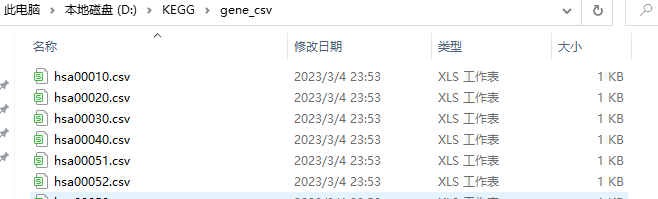 此电脑 › 本地磁盘 (D:) › KEGG › gene_csv
名称 修改日期 类型 大小
hsa00010.csv 2023/3/4 23:53 XLS 工作表 1 KB
hsa00020.csv 2023/3/4 23:53 XLS 工作表 1 KB
hsa00030.csv 2023/3/4 23:53 XLS 工作表 1 KB
hsa00040.csv 2023/3/4 23:53 XLS 工作表 1 KB
hsa00051.csv 2023/3/4 23:53 XLS 工作表 1 KB
hsa00052.csv 2023/3/4 23:53 XLS 工作表 1 KB